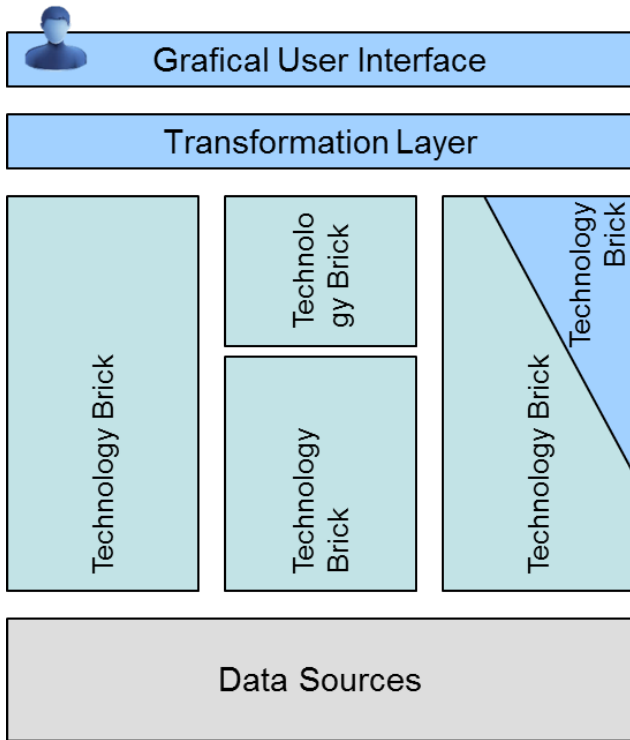 Grafical User Interface
Transformation Layer
Technology Brick
Technolo
gy Brick
Technology
Brick
Technology Brick
Technology
Brick
Data Sources